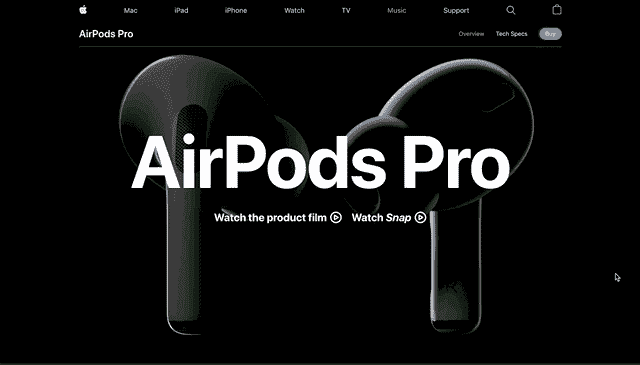 Mac iPad iPhone Watch TV Music Support
AirPods Pro Overview Tech Specs Buy
AirPods Pro
Watch the product film Watch Snap